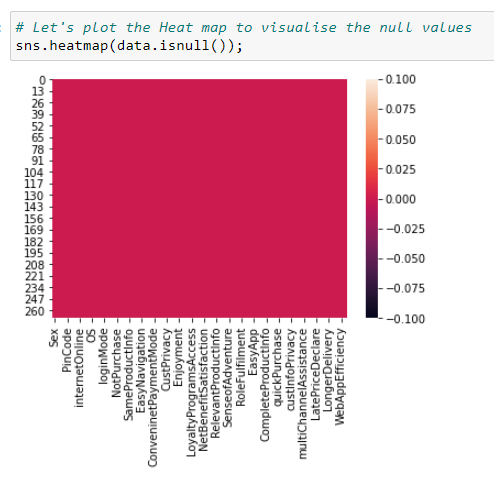 # Let's plot the Heat map to visualise the null values
sns.heatmap(data.isnull());
0
13
26
39
52
65
78
91
104
117
130
143
156
169
182
195
208
221
234
247
260
0.100
0.075
0.050
0.025
0.000
−0.025
−0.050
−0.075
−0.100
Sex
PinCode
internetOnline
OS
loginMode
NotPurchase
SameProductInfo
EasyNavigation
ConveninetPaymentMode
CustPrivacy
Enjoyment
LoyaltyProgramsAccess
NetBenefitSatisfaction
RelevantProductInfo
SenseofAdventure
RoleFulfilment
EasyApp
CompleteProductInfo
quickPurchase
custInfoPrivacy
multiChannelAssistance
LatePriceDeclare
LongerDelivery
WebAppEfficiency